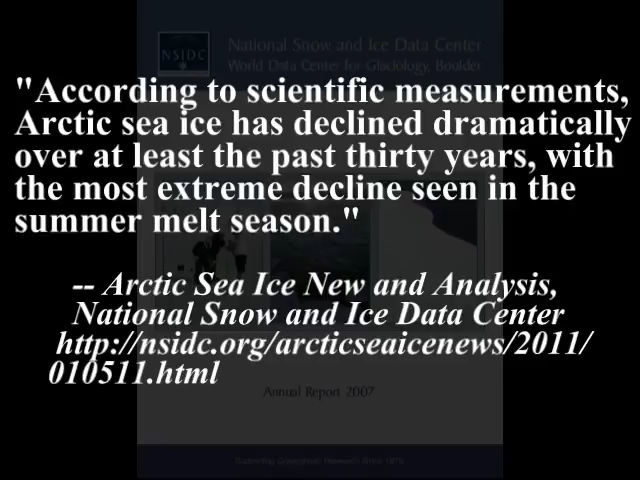 NSIDC
National Snow and Ice Data Center
World Data Center for Glaciology, Boulder
"According to scientific measurements,
Arctic sea ice has declined dramatically
over at least the past thirty years, with
the most extreme decline seen in the
summer melt season."
-- Arctic Sea Ice New and Analysis,
National Snow and Ice Data Center
http://nsidc.org/arcticseaicenews/2011/
010511.html
Annual Report 2007